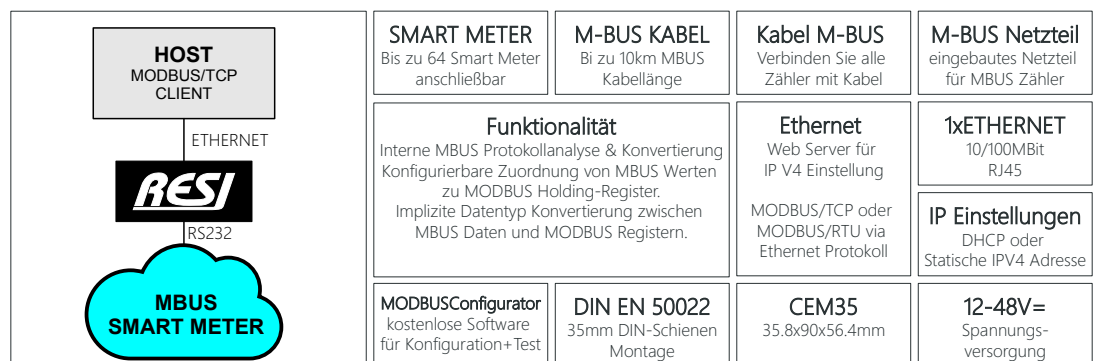 HOST
MODBUS/TCP
CLIENT
ETHERNET
RESI
RS232
MBUS
SMART METER
SMART METER
Bis zu 64 Smart Meter
anschließbar
M-BUS KABEL
Bi zu 10km MBUS
Kabellänge
Kabel M-BUS
Verbinden Sie alle
Zähler mit Kabel
M-BUS Netzteil
eingebautes Netzteil
für MBUS Zähler
Funktionalität
Interne MBUS Protokollanalyse & Konvertierung
Konfigurierbare Zuordnung von MBUS Werten
zu MODBUS Holding-Register.
Implizite Datentyp Konvertierung zwischen
MBUS Daten und MODBUS Registern.
Ethernet
Web Server für
IP V4 Einstellung
MODBUS/TCP oder
MODBUS/RTU via
Ethernet Protokoll
1xETHERNET
10/100MBit
RJ45
IP Einstellungen
DHCP oder
Statische IPV4 Adresse
MODBUSConfigurator
kostenlose Software
für Konfiguration+Test
DIN EN 50022
35mm DIN-Schienen
Montage
CEM35
35.8x90x56.4mm
12-48V=
Spannungs-
versorgung